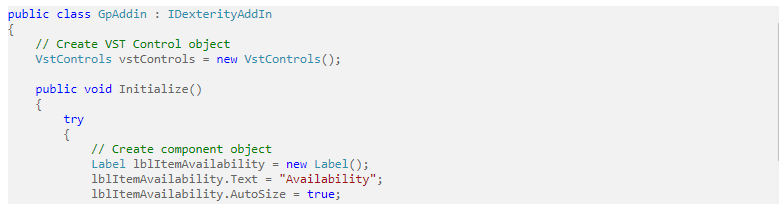 public class GpAddin : IDexterityAddIn
{
    // Create VST Control object
    VstControls vstControls = new VstControls();

    public void Initialize()
    {
        try
        {
            // Create component object
            Label lblItemAvailability = new Label();
            lblItemAvailability.Text = "Availability";
            lblItemAvailability.AutoSize = true;